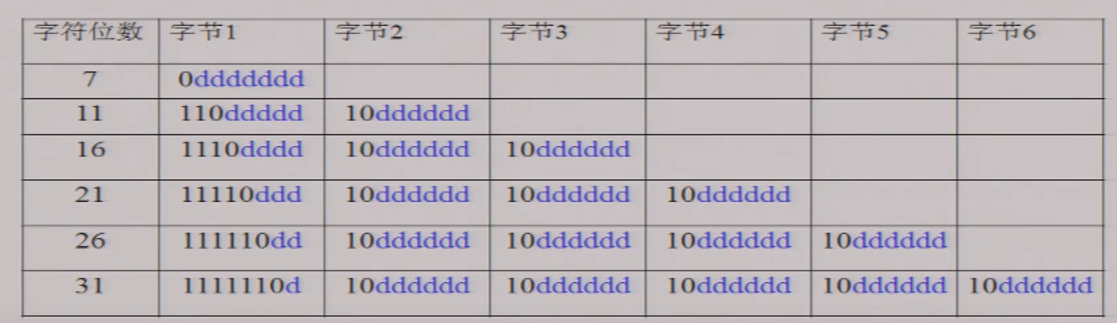 字符位数 字节1 字节2 字节3 字节4 字节5 字节6
7 0ddddddd
11 110ddddd 10dddddd
16 1110dddd 10dddddd 10dddddd
21 11110ddd 10dddddd 10dddddd 10dddddd
26 111110dd 10dddddd 10dddddd 10dddddd 10dddddd
31 1111110d 10dddddd 10dddddd 10dddddd 10dddddd 10dddddd